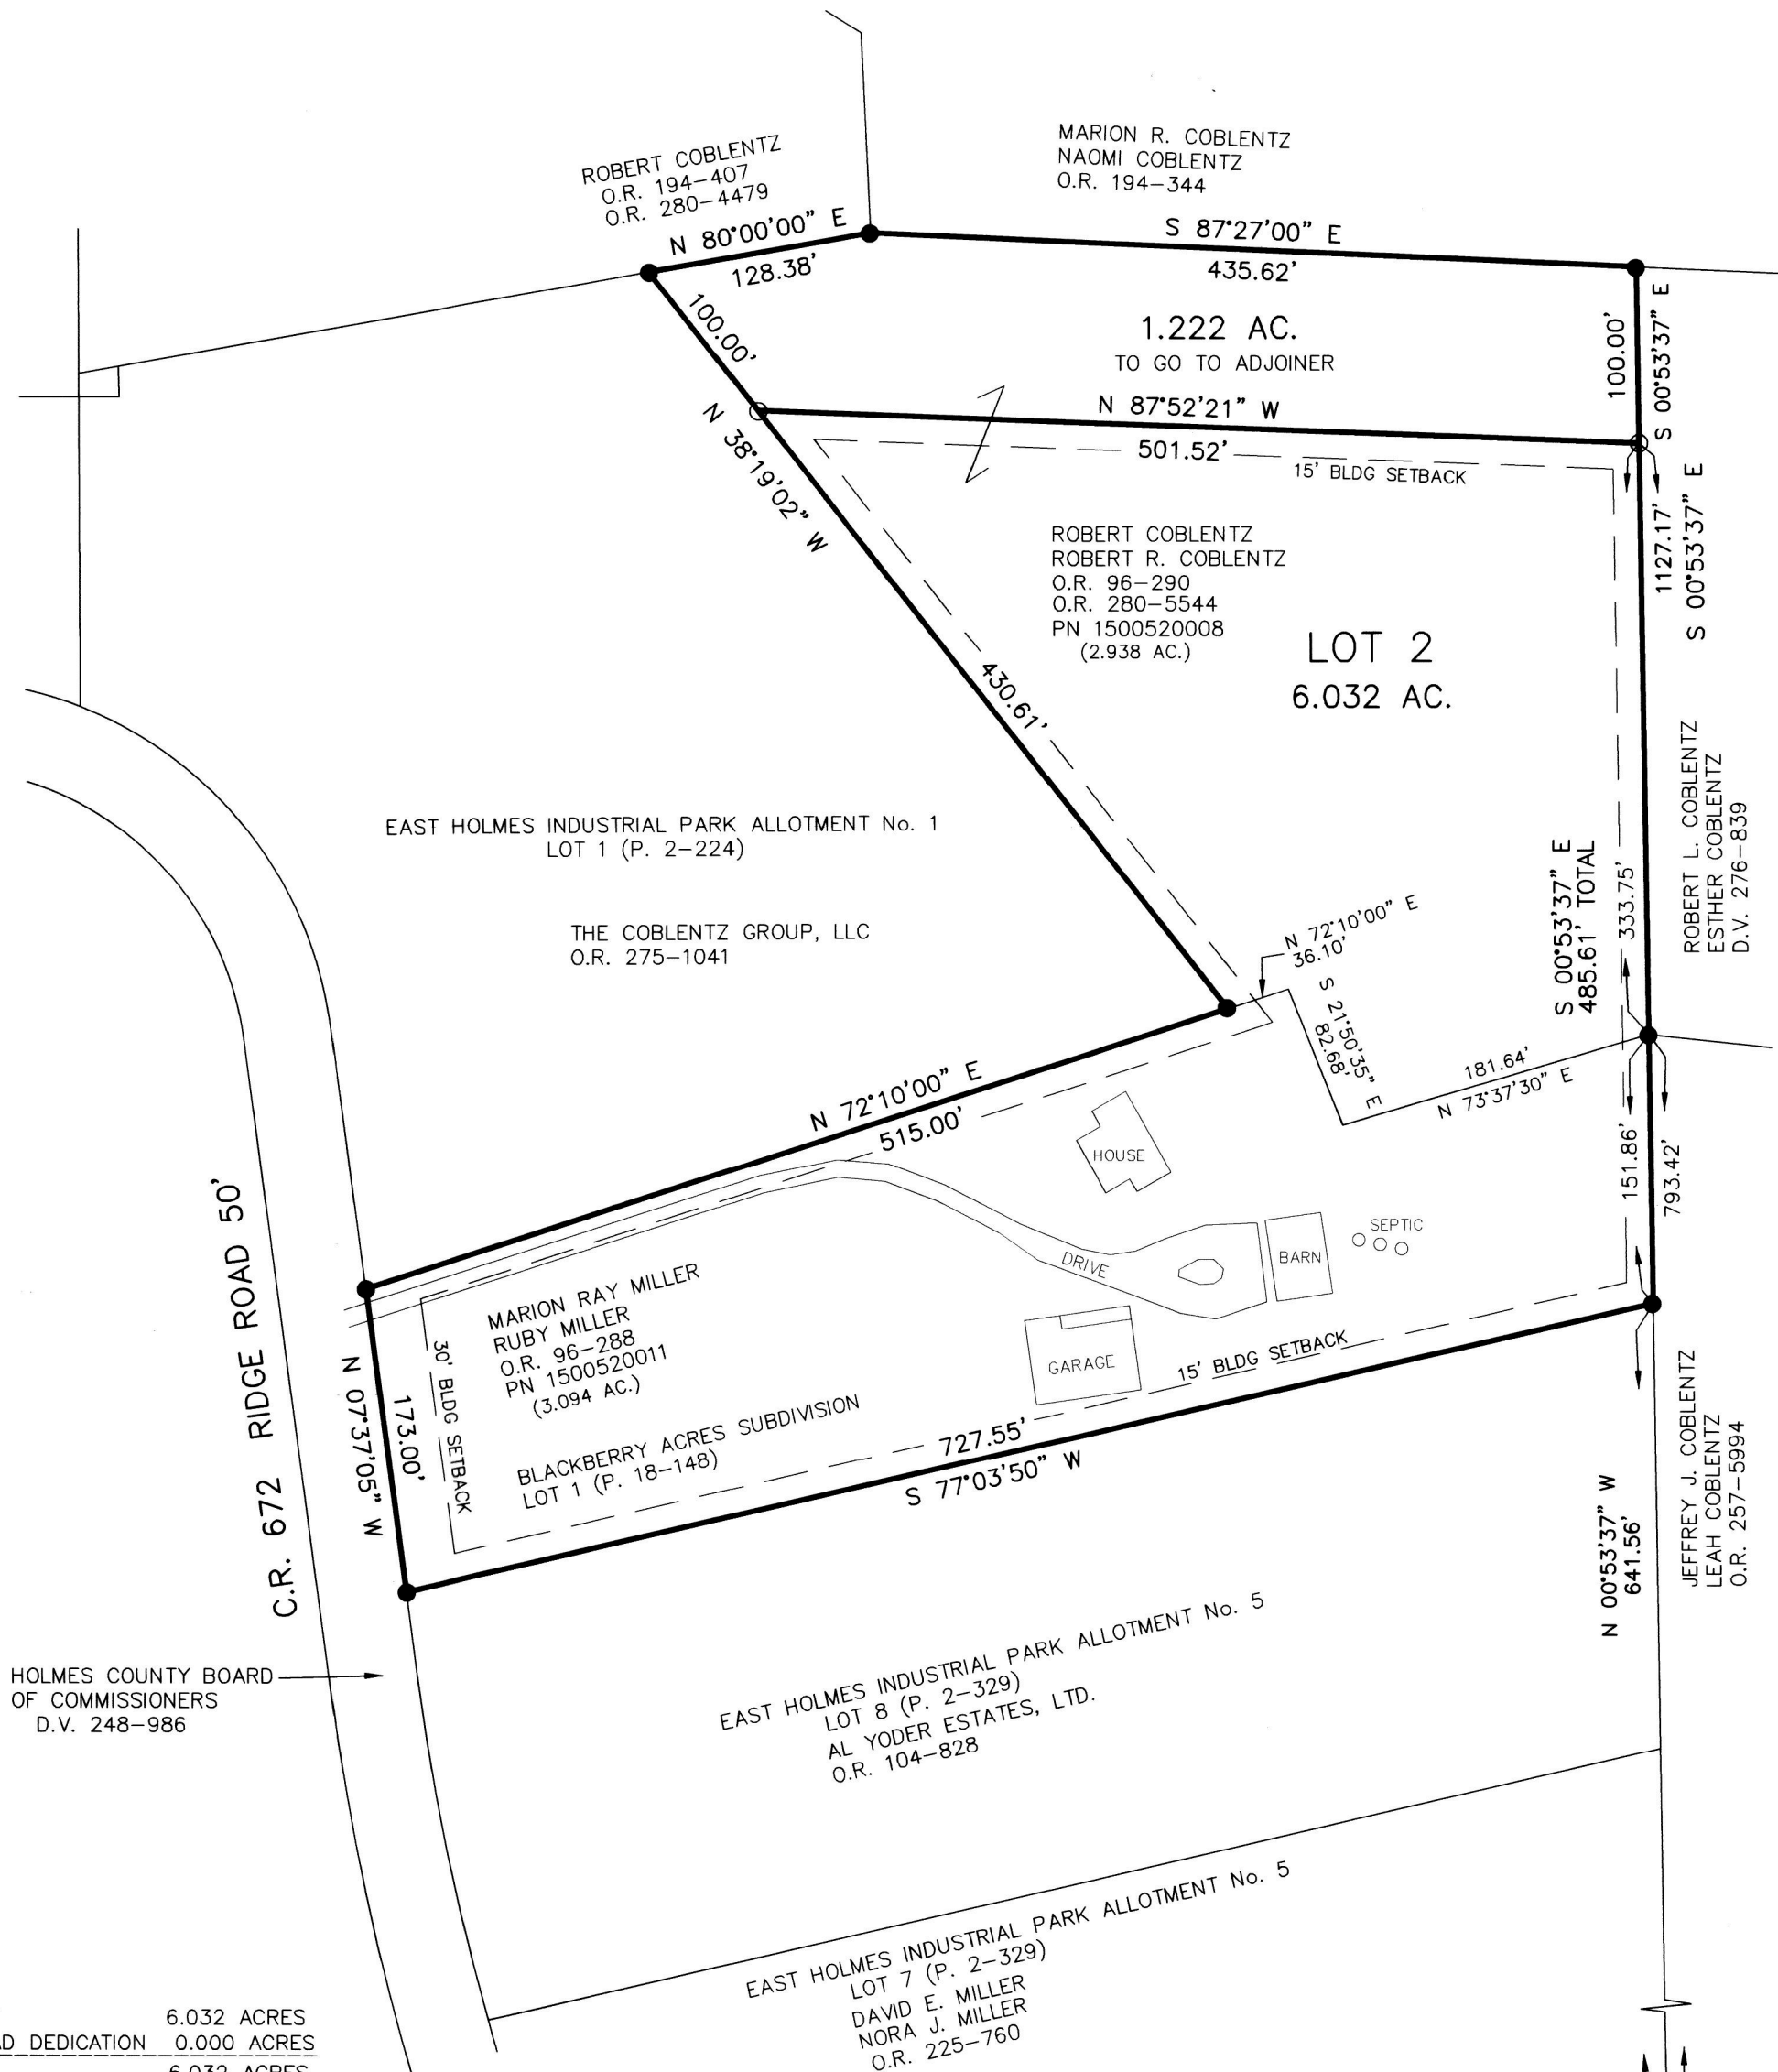 ROBERT COBLENTZ
O.R. 194-407
O.R. 280-4479
MARION R. COBLENTZ
NAOMI COBLENTZ
O.R. 194-344
N 80°00'00" E
128.38'
S 87°27'00" E
435.62'
100.00'
1.222 AC.
TO GO TO ADJOINER
100.00'
S 00°53'37" E
N 87°52'21" W
501.52'
15' BLDG SETBACK
N 38°19'02" W
430.61'
1127.17'
S 00°53'37" E
ROBERT COBLENTZ
ROBERT R. COBLENTZ
O.R. 96-290
O.R. 280-5544
PN 1500520008
(2.938 AC.)
LOT 2
6.032 AC.
ROBERT L. COBLENTZ
ESTHER COBLENTZ
D.V. 276-839
EAST HOLMES INDUSTRIAL PARK ALLOTMENT No. 1
LOT 1 (P. 2-224)
THE COBLENTZ GROUP, LLC
O.R. 275-1041
S 00°53'37" E
485.61' TOTAL
333.75'
N 72°10'00" E
36.10'
S 21°50'35" E
82.68'
181.64'
N 73°37'30" E
N 72°10'00" E
515.00'
HOUSE
151.86'
793.42'
SEPTIC
DRIVE
BARN
GARAGE
15' BLDG SETBACK
C.R. 672 RIDGE ROAD 50'
N 07°37'05" W
173.00'
30' BLDG SETBACK
MARION RAY MILLER
RUBY MILLER
O.R. 96-288
PN 1500520011
(3.094 AC.)
BLACKBERRY ACRES SUBDIVISION
LOT 1 (P. 18-148)
727.55'
S 77°03'50" W
N 00°53'37" W
641.56'
JEFFREY J. COBLENTZ
LEAH COBLENTZ
O.R. 257-5994
HOLMES COUNTY BOARD
OF COMMISSIONERS
D.V. 248-986
EAST HOLMES INDUSTRIAL PARK ALLOTMENT No. 5
LOT 8 (P. 2-329)
AL YODER ESTATES, LTD.
O.R. 104-828
EAST HOLMES INDUSTRIAL PARK ALLOTMENT No. 5
LOT 7 (P. 2-329)
DAVID E. MILLER
NORA J. MILLER
O.R. 225-760
6.032 ACRES
DEDICATION 0.000 ACRES
6.032 ACRES